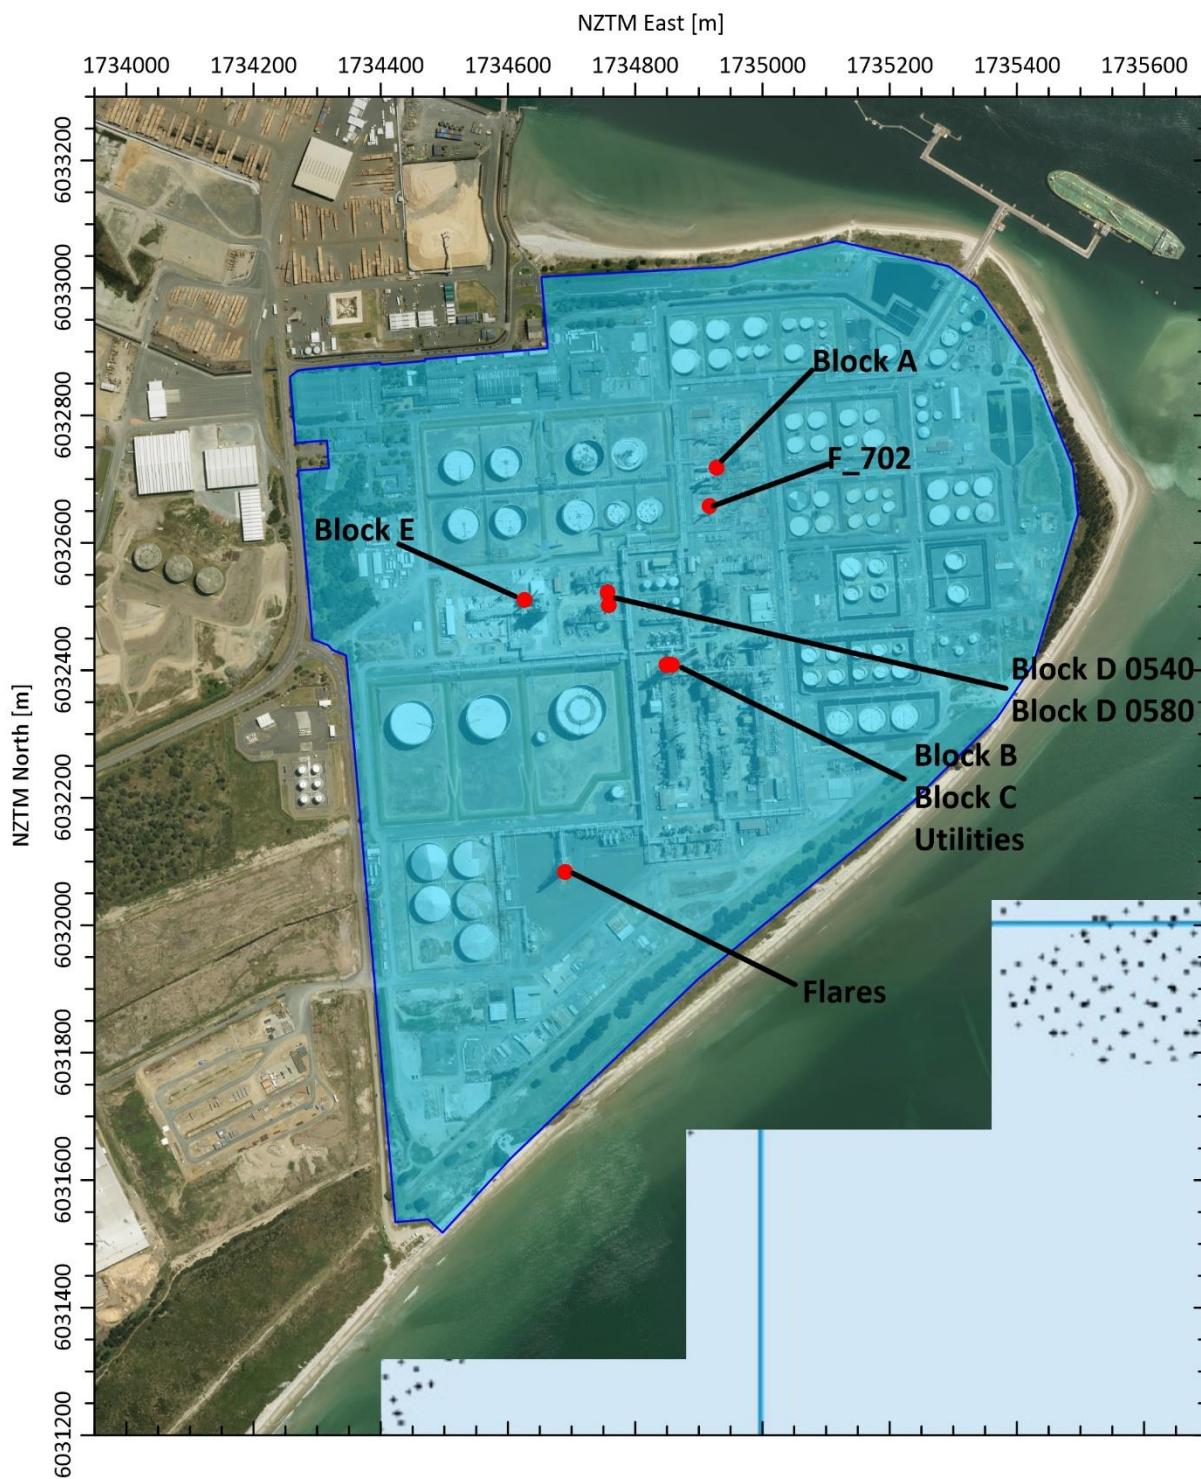 NZTM East [m]
1734000 1734200 1734400 1734600 1734800 1735000 1735200 1735400 1735600
NZTM North [m]
6033200
6033000
6032800
6032600
6032400
6032200
6032000
6031800
6031600
6031400
6031200
Block A
F_702
Block E
Block D 0540
Block D 0580
Block B
Block C
Utilities
Flares